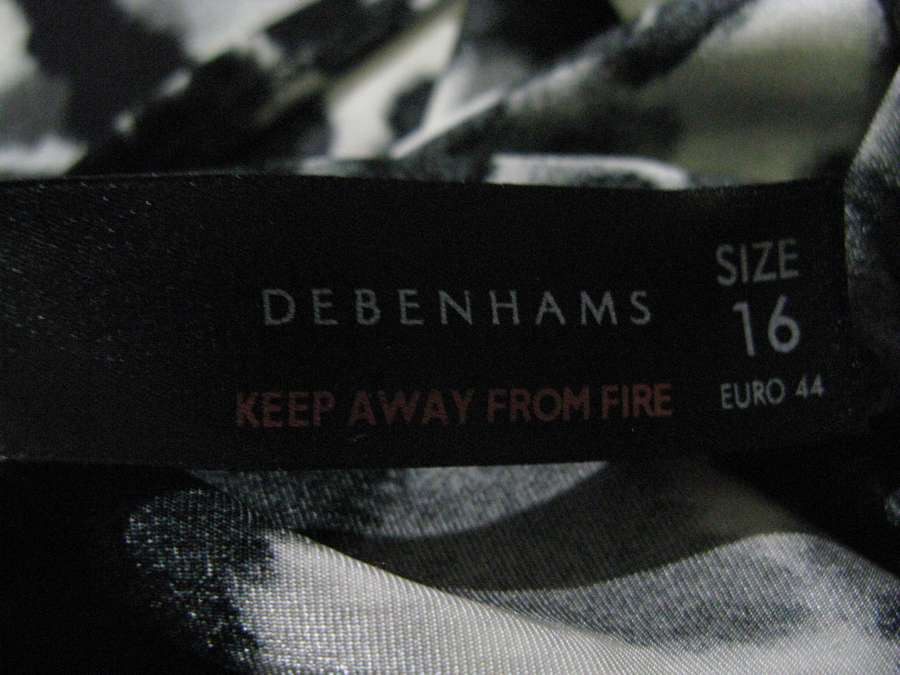 DEBENHAMS
KEEP AWAY FROM FIRE
SIZE
16
EURO 44